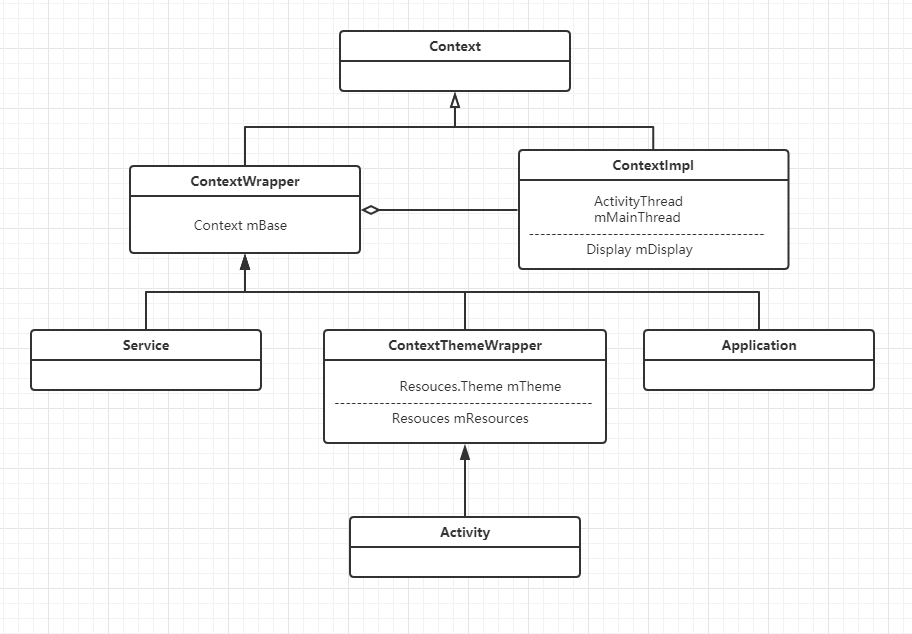 Context
ContextWrapper
Context mBase
ContextImpl
ActivityThread
mMainThread
Display mDisplay
Service
ContextThemeWrapper
Resouces.Theme mTheme
Resouces mResources
Application
Activity